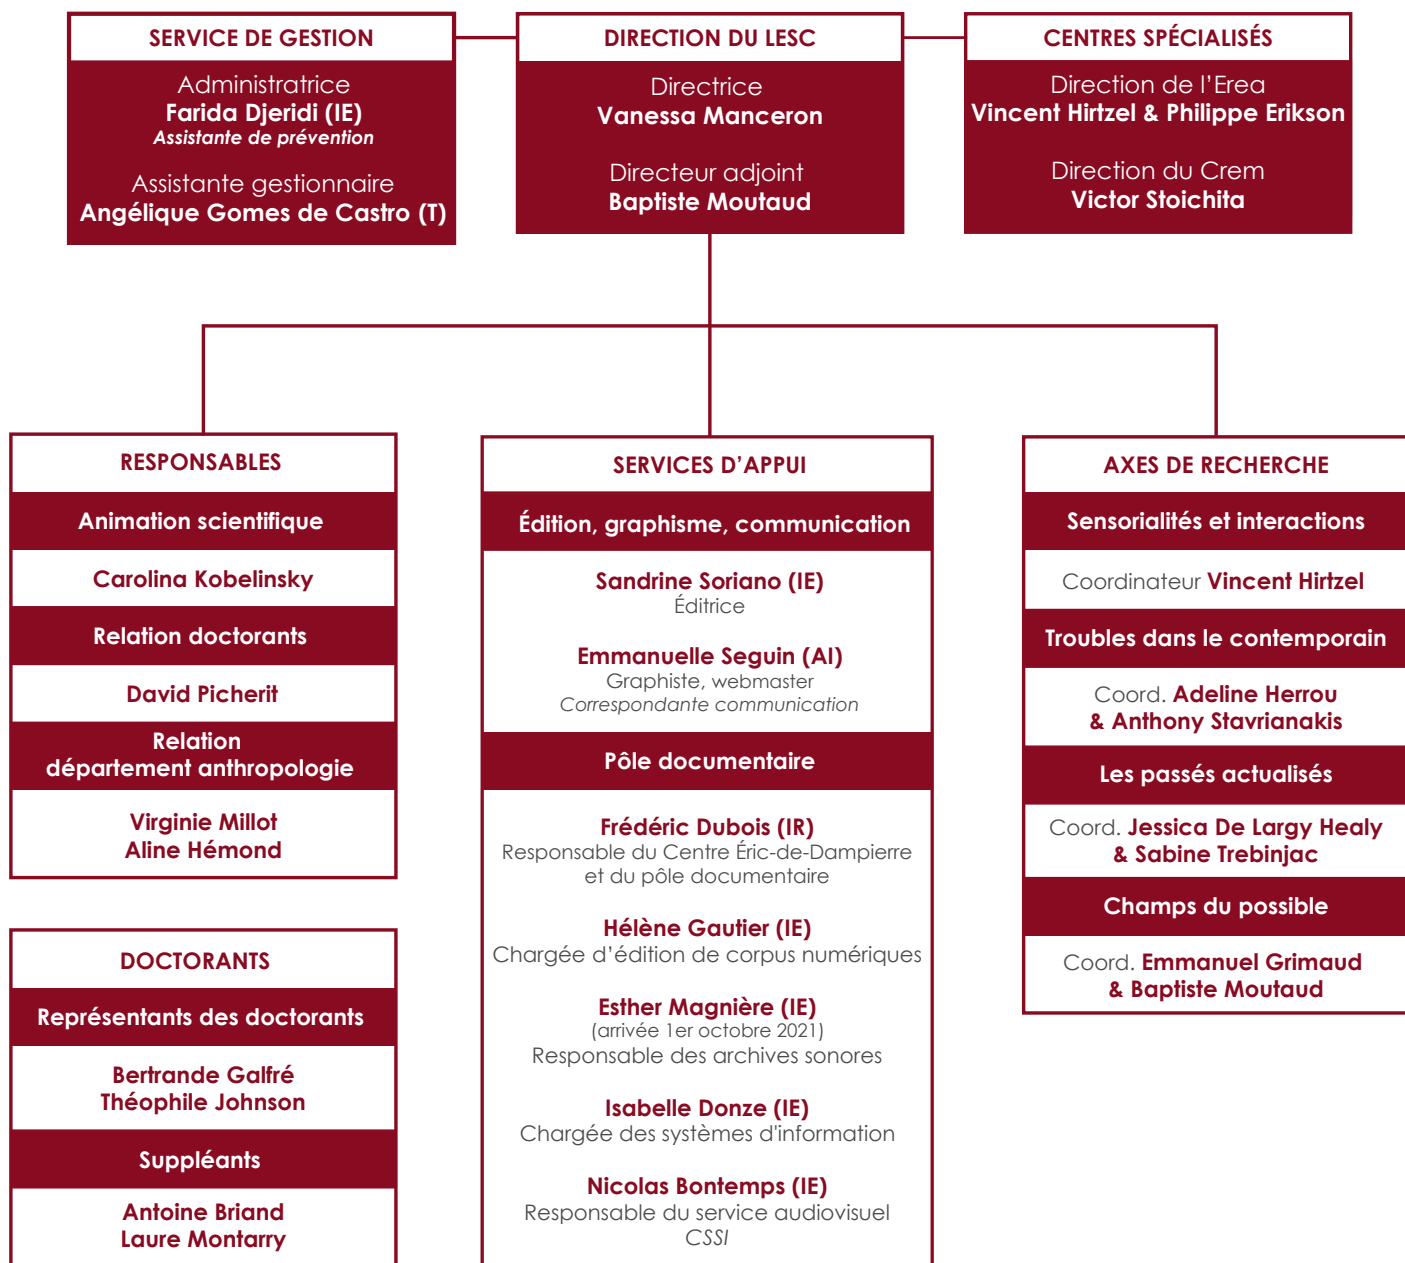 SERVICE DE GESTION
Administratrice
Farida Djeridi (IE)
Assistante de prévention
Assistante gestionnaire
Angélique Gomes de Castro (T)
DIRECTION DU LESC
Directrice
Vanessa Manceron
Directeur adjoint
Baptiste Moutaud
CENTRES SPÉCIALISÉS
Direction de l’Erea
Vincent Hirtzel & Philippe Erikson
Direction du Crem
Victor Stoichita
RESPONSABLES
Animation scientifique
Carolina Kobelinsky
Relation doctorants
David Picherit
Relation
département anthropologie
Virginie Millot
Aline Hémond
DOCTORANTS
Représentants des doctorants
Bertrande Galfré
Théophile Johnson
Suppléants
Antoine Briand
Laure Montarry
SERVICES D’APPUI
Édition, graphisme, communication
Sandrine Soriano (IE)
Éditrice
Emmanuelle Seguin (AI)
Graphiste, webmaster
Correspondante communication
Pôle documentaire
Frédéric Dubois (IR)
Responsable du Centre Éric-de-Dampierre
et du pôle documentaire
Hélène Gautier (IE)
Chargée d’édition de corpus numériques
Esther Magnière (IE)
(arrivée 1er octobre 2021)
Responsable des archives sonores
Isabelle Donze (IE)
Chargée des systèmes d'information
Nicolas Bontemps (IE)
Responsable du service audiovisuel
CSSI
AXES DE RECHERCHE
Sensorialités et interactions
Coordinateur Vincent Hirtzel
Troubles dans le contemporain
Coord. Adeline Herrou
& Anthony Stavrianakis
Les passés actualisés
Coord. Jessica De Largy Healy
& Sabine Trebinjac
Champs du possible
Coord. Emmanuel Grimaud
& Baptiste Moutaud